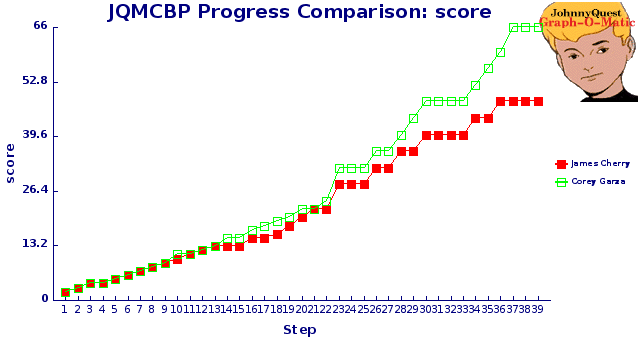 JQMCBP Progress Comparison: score
JohnnyQuest
Graph-O-Matic
66
52.8
39.6
26.4
13.2
0
score
1 2 3 4 5 6 7 8 9 10 11 12 13 14 15 16 17 18 19 20 21 22 23 24 25 26 27 28 29 30 31 32 33 34 35 36 37 38 39
Step
James Cherry
Corey Garza